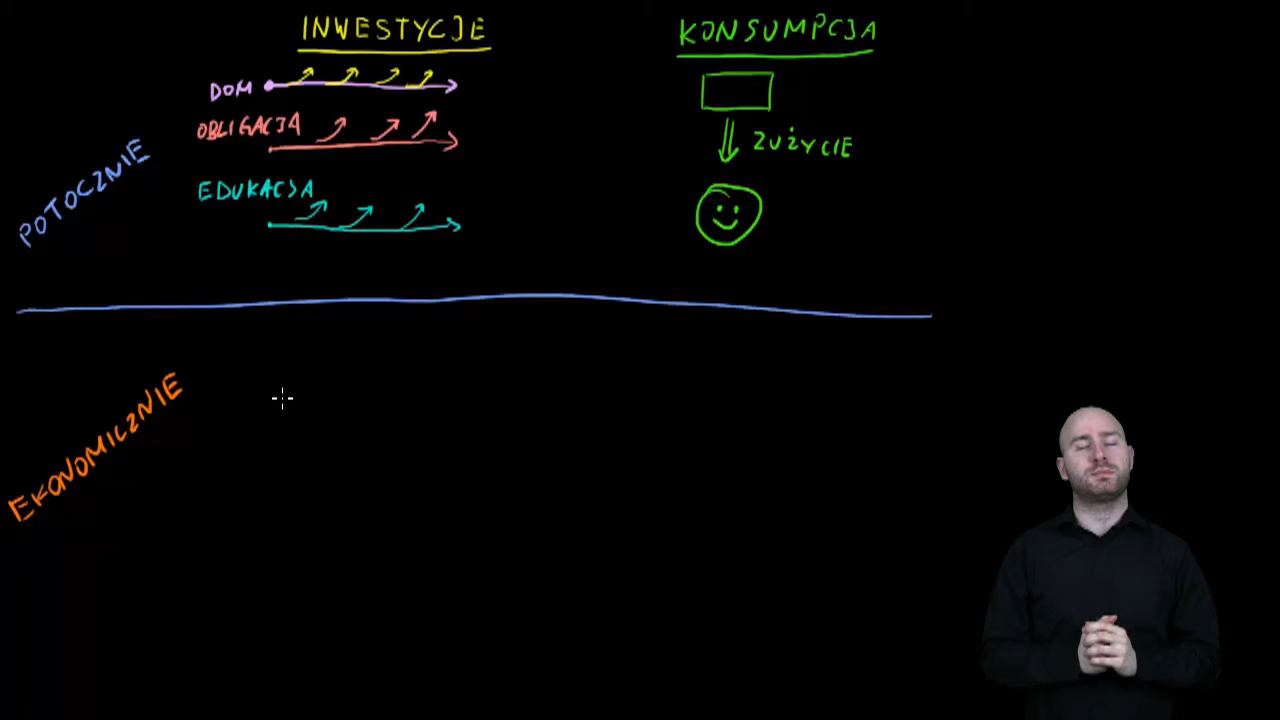 INWESTYCJE
KONSUMPCJA
DOM
OBLIGACJA
ZUŻYCIE
POTOCZNIE
EDUKACJA
EKONOMICZNIE